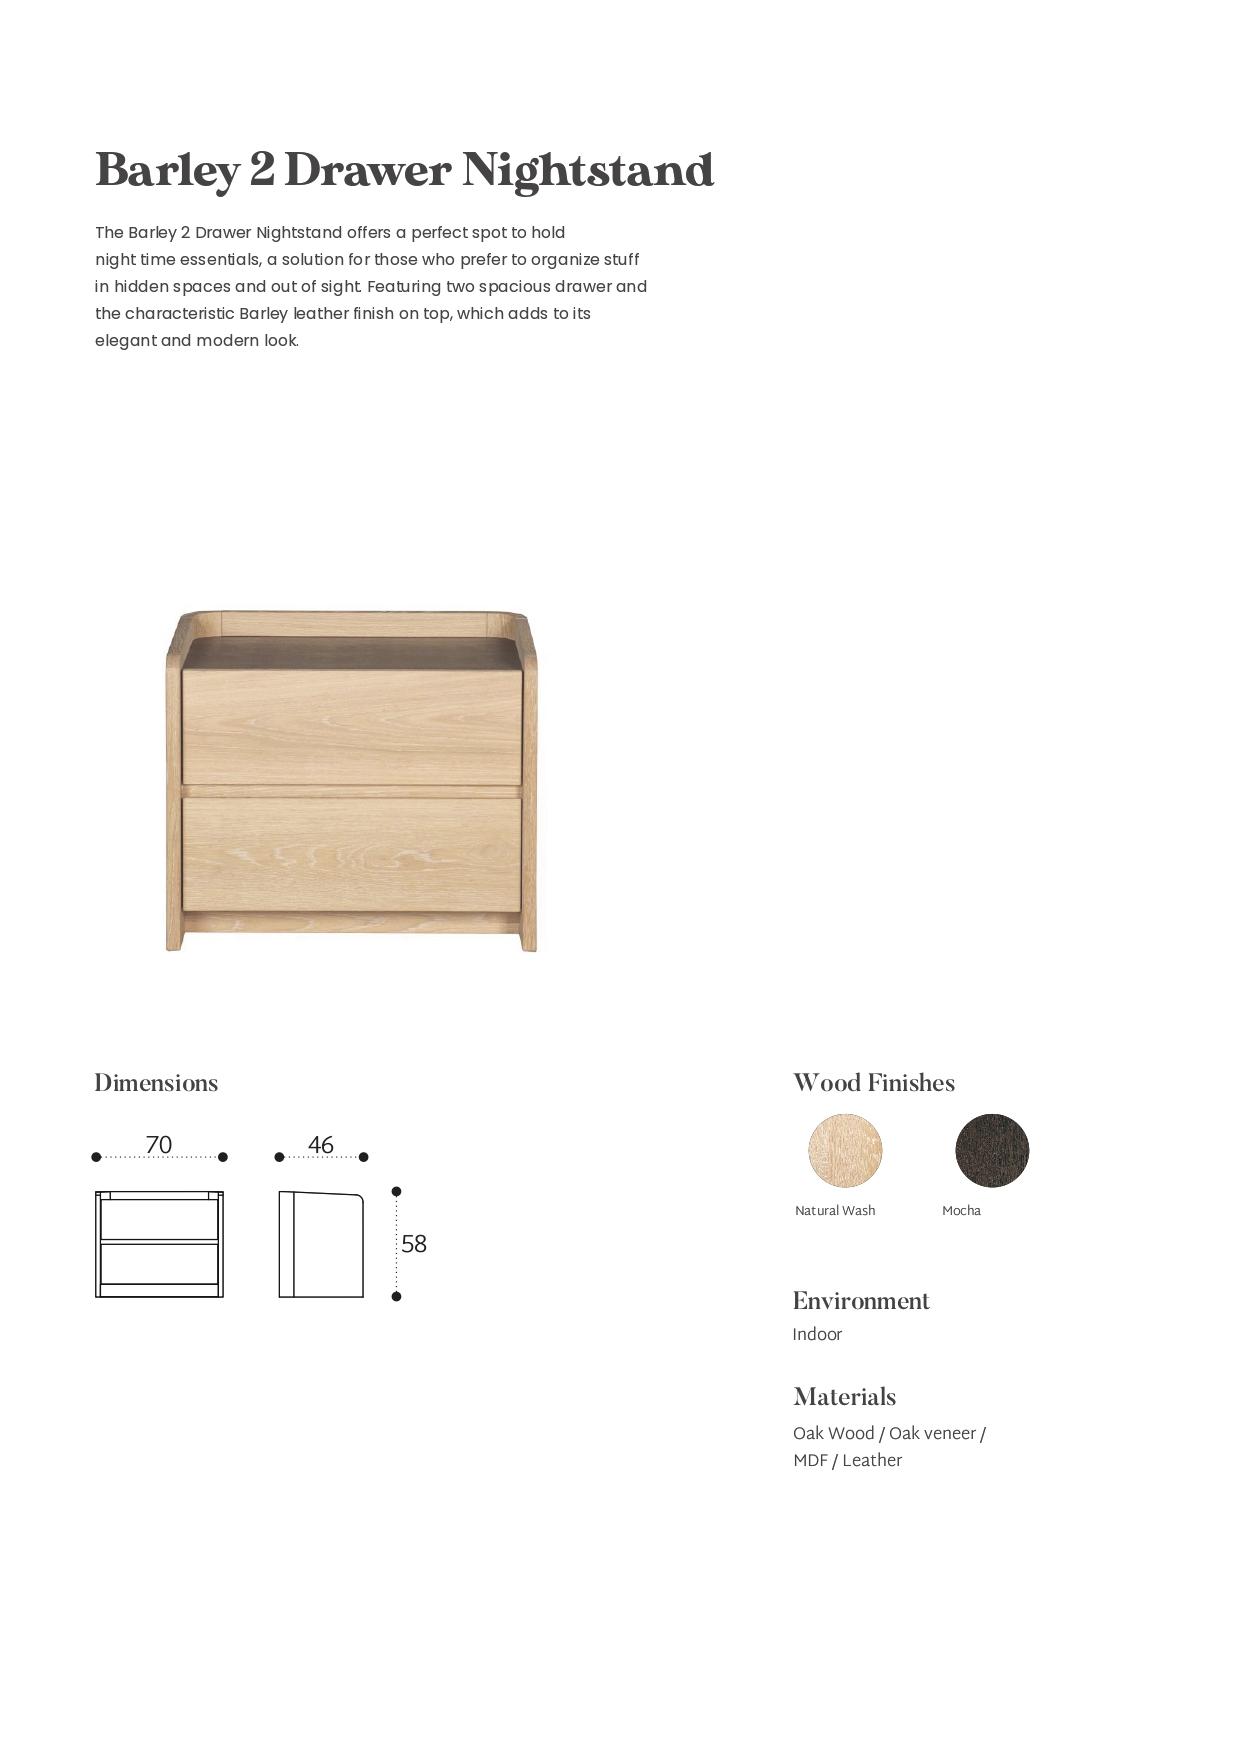 Barley 2 Drawer Nightstand
The Barley 2 Drawer Nightstand offers a perfect spot to hold
night time essentials, a solution for those who prefer to organize stuff
in hidden spaces and out of sight. Featuring two spacious drawer and
the characteristic Barley leather finish on top, which adds to its
elegant and modern look.
Dimensions
70
46
58
Wood Finishes
Natural Wash
Mocha
Environment
Indoor
Materials
Oak Wood / Oak veneer /
MDF / Leather